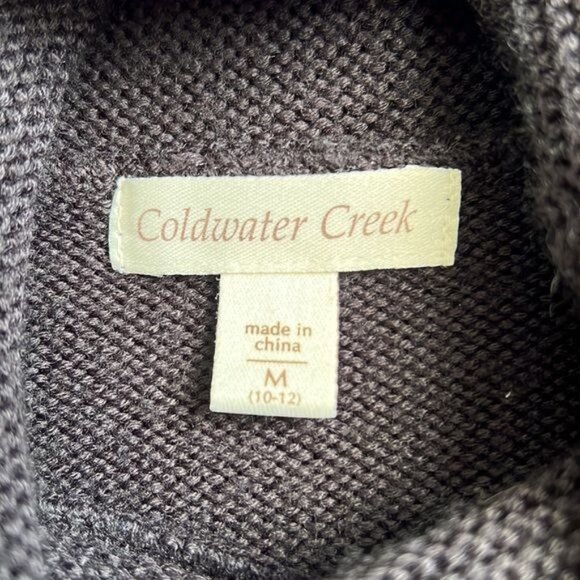 Coldwater Creek
made in
china
M
(10-12)